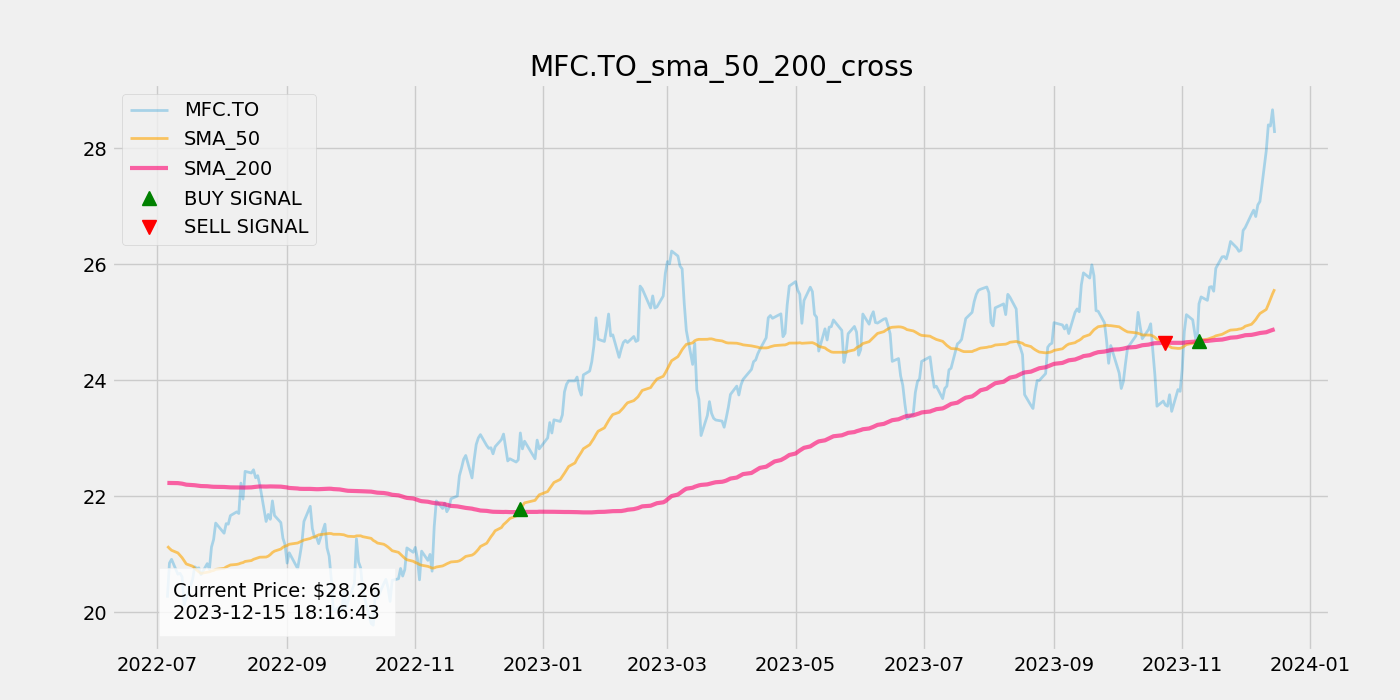 MFC.TO_sma_50_200_cross
MFC.TO
SMA_50
SMA_200
BUY SIGNAL
SELL SIGNAL
28
26
24
22
20
Current Price: $28.26
2023-12-15 18:16:43
2022-07 2022-09 2022-11 2023-01 2023-03 2023-05 2023-07 2023-09 2023-11 2024-01